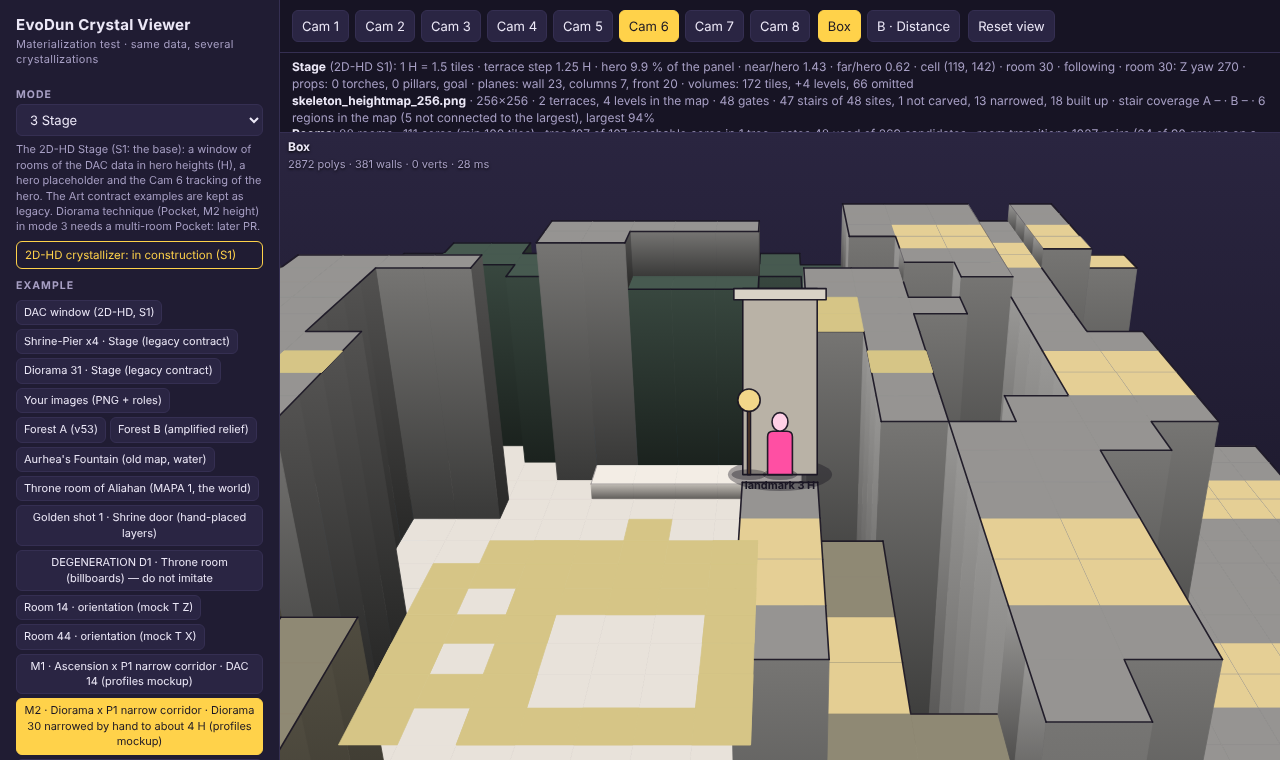 EvoDun Crystal Viewer
Materialization test · same data, several
crystallizations
MODE
3 Stage
The 2D-HD Stage (S1: the base): a window of
rooms of the DAC data in hero heights (H), a
hero placeholder and the Cam 6 tracking of the
hero. The Art contract examples are kept as
legacy. Diorama technique (Pocket, M2 height)
in mode 3 needs a multi-room Pocket: later PR.
2D-HD crystallizer: in construction (S1)
EXAMPLE
DAC window (2D-HD, S1)
Shrine-Pier x4 · Stage (legacy contract)
Diorama 31 · Stage (legacy contract)
Your images (PNG + roles)
Forest A (v53)
Forest B (amplified relief)
Aurhea's Fountain (old map, water)
Throne room of Aliahan (MAPA 1, the world)
Golden shot 1 · Shrine door (hand-placed
layers)
DEGENERATION D1 · Throne room
(billboards) — do not imitate
Room 14 · orientation (mock T Z)
Room 44 · orientation (mock T X)
M1 · Ascension x P1 narrow corridor · DAC
14 (profiles mockup)
M2 · Diorama x P1 narrow corridor · Diorama
30 narrowed by hand to about 4 H (profiles
mockup)
Cam 1 Cam 2 Cam 3 Cam 4 Cam 5 Cam 6 Cam 7 Cam 8 Box B · Distance Reset view
Stage (2D-HD S1): 1 H = 1.5 tiles · terrace step 1.25 H · hero 9.9 % of the panel · near/hero 1.43 · far/hero 0.62 · cell (119, 142) · room 30 · following · room 30: Z yaw 270 ·
props: 0 torches, 0 pillars, goal · planes: wall 23, columns 7, front 20 · volumes: 172 tiles, +4 levels, 66 omitted
skeleton_heightmap_256.png · 256×256 · 2 terraces, 4 levels in the map · 48 gates · 47 stairs of 48 sites, 1 not carved, 13 narrowed, 18 built up · stair coverage A – · B – · 6
regions in the map (5 not connected to the largest), largest 94%
Box
2872 polys · 381 walls · 0 verts · 28 ms
landmark 3 H